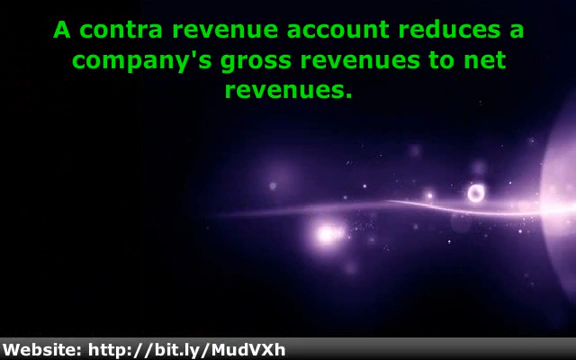 A contra revenue account reduces a
company's gross revenues to net
revenues.
Website: http://bit.ly/MudVXh